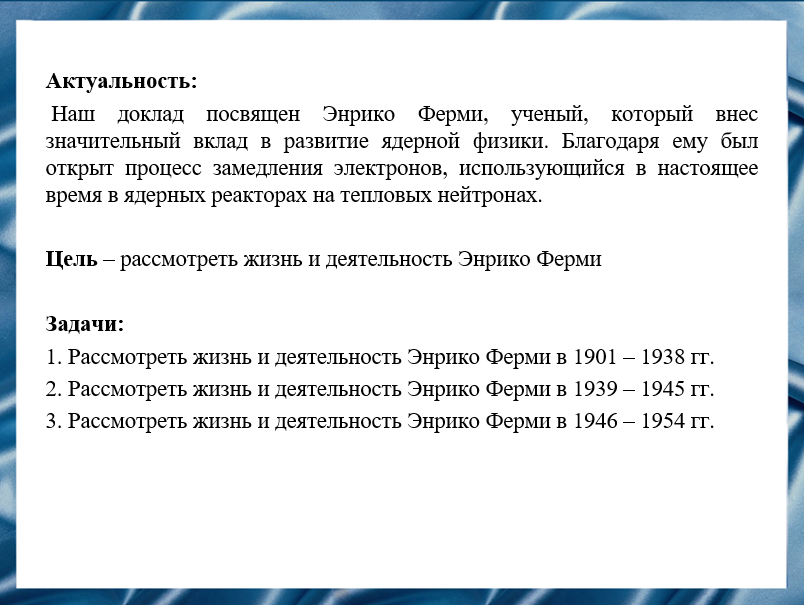 Актуальность:
Наш доклад посвящен Энрико Ферми, ученый, который внес
значительный вклад в развитие ядерной физики. Благодаря ему был
открыт процесс замедления электронов, использующийся в настоящее
время в ядерных реакторах на тепловых нейтронах.
Цель – рассмотреть жизнь и деятельность Энрико Ферми
Задачи:
1. Рассмотреть жизнь и деятельность Энрико Ферми в 1901 – 1938 гг.
2. Рассмотреть жизнь и деятельность Энрико Ферми в 1939 – 1945 гг.
3. Рассмотреть жизнь и деятельность Энрико Ферми в 1946 – 1954 гг.